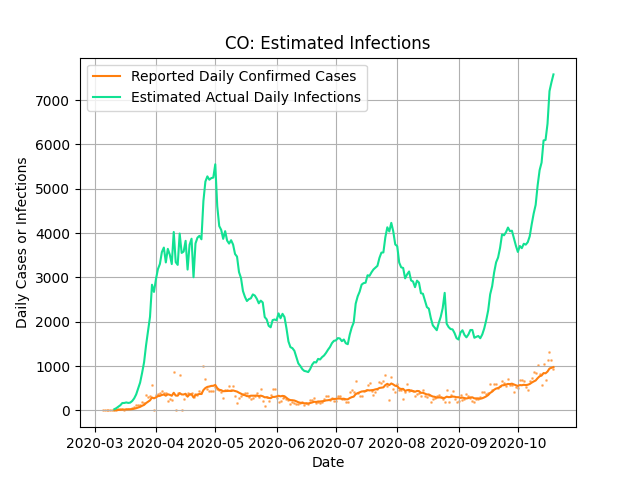 CO: Estimated Infections
Reported Daily Confirmed Cases
Estimated Actual Daily Infections
Daily Cases or Infections
7000
6000
5000
4000
3000
2000
1000
0
2020-03 2020-04 2020-05 2020-06 2020-07 2020-08 2020-09 2020-10
Date